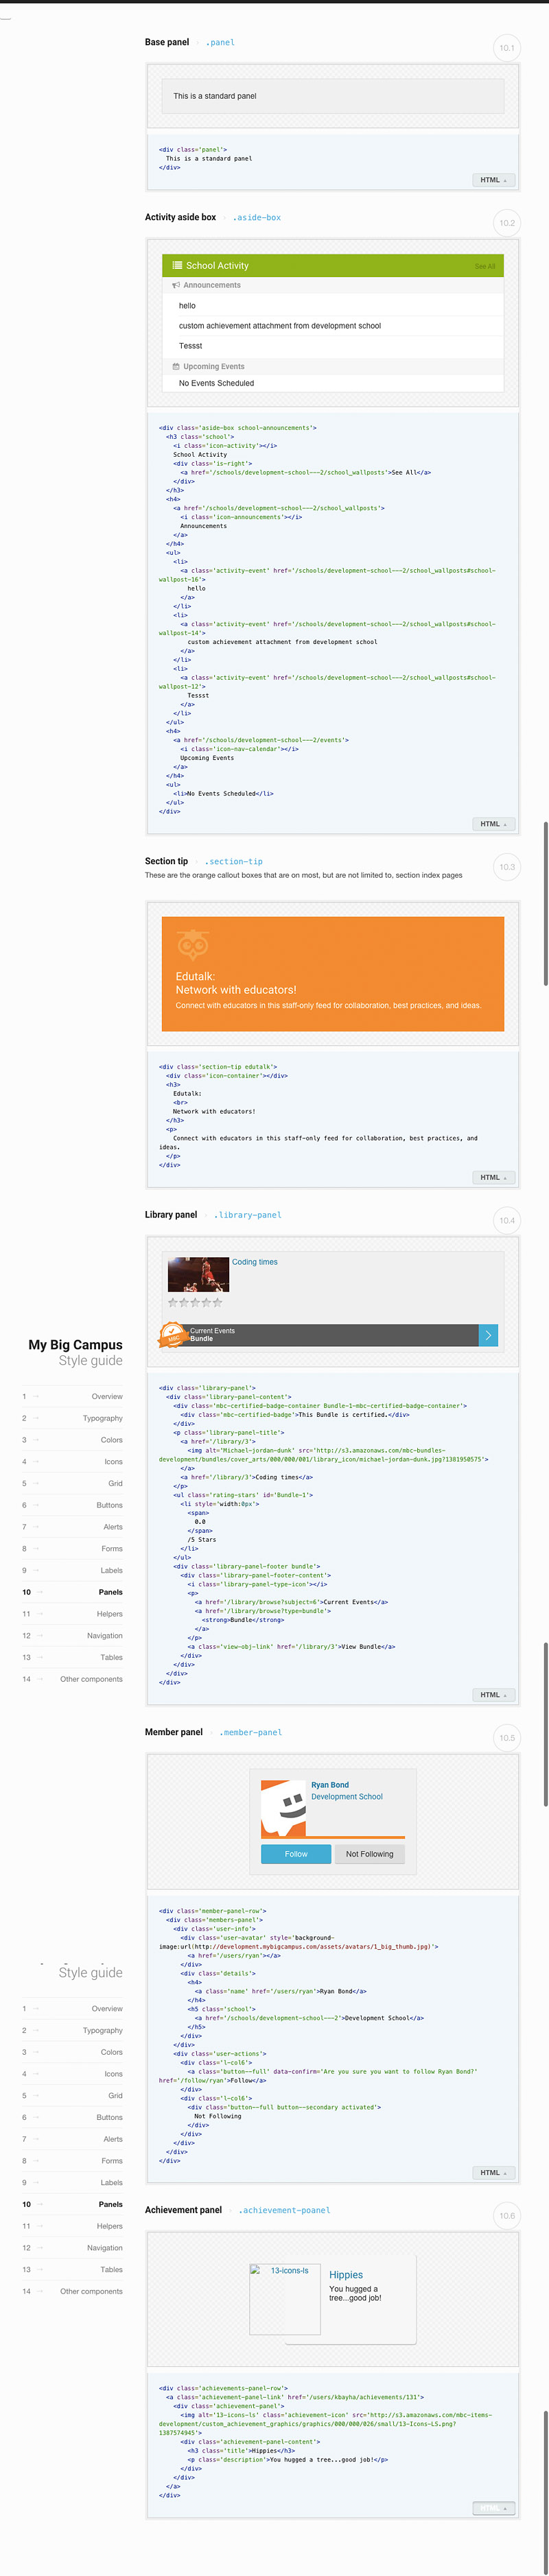 Base panel · .panel
10.1
This is a standard panel
<div class="panel">
This is a standard panel
</div>
HTML
Activity aside box · .aside-box
10.2
School Activity See All
Announcements
hello
custom achievement attachment from development school
Tessst
Upcoming Events
No Events Scheduled
<div class='aside-box school-announcements'>
<h3 class='school'>
<i class='icon-activity'></i>
School Activity
<div class='is-right'>
<a href='/schools/development-school---2/school_wallposts'>See All</a>
</div>
</h3>
<h4>
<a href='/schools/development-school---2/school_wallposts'>
<i class='icon-announcements'></i>
Announcements
</a>
</h4>
<ul>
<li>
<a class='activity-event' href='/schools/development-school---2/school_wallposts#school-
wallpost-16'>
hello
</a>
</li>
<li>
<a class='activity-event' href='/schools/development-school---2/school_wallposts#school-
wallpost-14'>
custom achievement attachment from development school
</a>
</li>
<li>
<a class='activity-event' href='/schools/development-school---2/school_wallposts#school-
wallpost-12'>
Tessst
</a>
</li>
</ul>
<h4>
<a href='/schools/development-school---2/events'>
<i class='icon-nav-calendar'></i>
Upcoming Events
</a>
</h4>
<ul>
<li>No Events Scheduled</li>
</ul>
</div>
HTML
Section tip · .section-tip
10.3
These are the orange callout boxes that are on most, but are not limited to, section index pages
Edutalk:
Network with educators!
Connect with educators in this staff-only feed for collaboration, best practices, and ideas.
<div class='section-tip edutalk'>
<div class='icon-container'></div>
<h3>
Edutalk:
<br>
Network with educators!
</h3>
<p>
Connect with educators in this staff-only feed for collaboration, best practices, and
ideas.
</p>
</div>
HTML
Library panel · .library-panel
10.4
Coding times
MBC
Current Events
Bundle
<div class='library-panel'>
<div class='library-panel-content'>
<div class='mbc-certified-badge-container Bundle-1-mbc-certified-badge-container'>
<div class='mbc-certified-badge'>This Bundle is certified.</div>
</div>
<p class='library-panel-title'>
<a href='/library/3'>
<img alt="Michael-jordan-dunk" src="http://s3.amazonaws.com/mbc-bundles-
development/bundles/cover_arts/000/000/001/library_icon/michael-jordan-dunk.jpg?1381950575">
</a>
<a href='/library/3'>Coding times</a>
</p>
<ul class='rating-stars' id='Bundle-1'>
<li style='width:0px'>
<span>
0.0
</span>
/5 Stars
</li>
</ul>
<div class='library-panel-footer bundle'>
<div class='library-panel-footer-content'>
<i class='library-panel-type-icon'></i>
<p>
<a href='/library/browse?subject=6'>Current Events</a>
<a href='/library/browse?type=bundle'>
<strong>Bundle</strong>
</a>
</p>
<a class='view-obj-link' href='/library/3'>View Bundle</a>
</div>
</div>
</div>
</div>
HTML
My Big Campus
Style guide
1 → Overview
2 → Typography
3 → Colors
4 → Icons
5 → Grid
6 → Buttons
7 → Alerts
8 → Forms
9 → Labels
10 → Panels
11 → Helpers
12 → Navigation
13 → Tables
14 → Other components
Member panel · .member-panel
10.5
Ryan Bond
Development School
Follow Not Following
<div class='member-panel-row'>
<div class='members-panel'>
<div class='user-info'>
<div class='user-avatar' style='background-
image:url(http://development.mybigcampus.com/assets/avatars/1_big_thumb.jpg)'>
<a href='/users/ryan'></a>
</div>
<div class='details'>
<h4>
<a class='name' href='/users/ryan'>Ryan Bond</a>
</h4>
<h5 class='school'>
<a href='/schools/development-school---2'>Development School</a>
</h5>
</div>
</div>
<div class='user-actions'>
<div class='l-col6'>
<a class='button--full' data-confirm='Are you sure you want to follow Ryan Bond?'
href='/follow/ryan'>Follow</a>
</div>
<div class='l-col6'>
<div class='button--full button--secondary activated'>
Not Following
</div>
</div>
</div>
</div>
</div>
HTML
Style guide
1 → Overview
2 → Typography
3 → Colors
4 → Icons
5 → Grid
6 → Buttons
7 → Alerts
8 → Forms
9 → Labels
10 → Panels
11 → Helpers
12 → Navigation
13 → Tables
14 → Other components
Achievement panel · .achievement-poanel
10.6
13-icons-ls
Hippies
You hugged a
tree...good job!
<div class='achievements-panel-row'>
<a class='achievement-panel-link' href='/users/kbayha/achievements/131'>
<div class='achievement-panel'>
<img alt='13-icons-ls' class='achievement-icon' src='http://s3.amazonaws.com/mbc-items-
development/custom_achievement_graphics/graphics/000/000/026/small/13-Icons-LS.png?
1387574945'>
<div class='achievement-panel-content'>
<h3 class='title'>Hippies</h3>
<p class='description'>You hugged a tree...good job!</p>
</div>
</div>
</a>
</div>
HTML